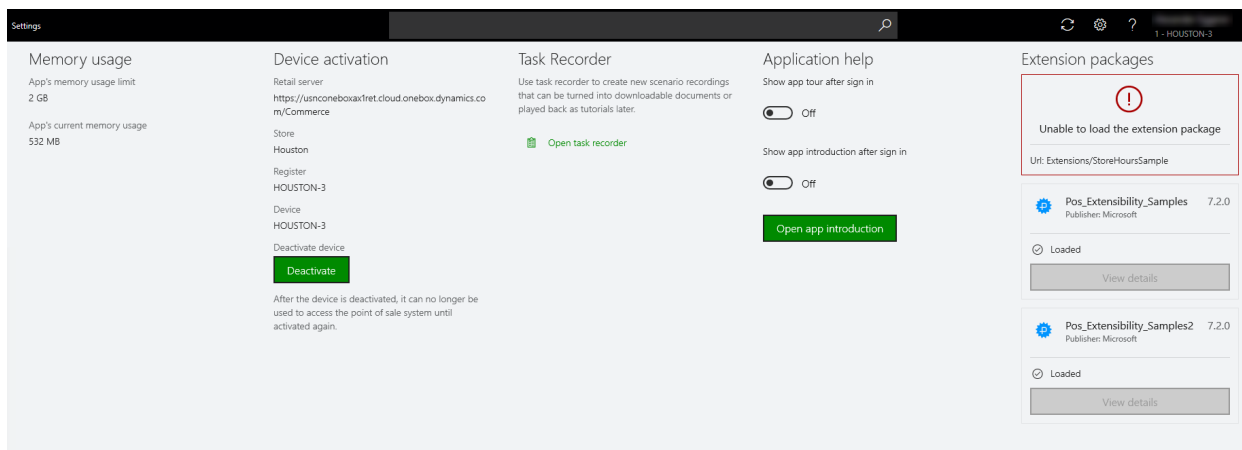 Settings
1 - HOUSTON-3
Memory usage
App's memory usage limit
2 GB
App's current memory usage
532 MB
Device activation
Retail server
https://usnconeboxax1ret.cloud.onebox.dynamics.co
m/Commerce
Store
Houston
Register
HOUSTON-3
Device
HOUSTON-3
Deactivate device
Deactivate
After the device is deactivated, it can no longer be
used to access the point of sale system until
activated again.
Task Recorder
Use task recorder to create new scenario recordings
that can be turned into downloadable documents or
played back as tutorials later.
Open task recorder
Application help
Show app tour after sign in
Off
Show app introduction after sign in
Off
Open app introduction
Extension packages
Unable to load the extension package
Url: Extensions/StoreHoursSample
Pos_Extensibility_Samples 7.2.0
Publisher: Microsoft
Loaded
View details
Pos_Extensibility_Samples2 7.2.0
Publisher: Microsoft
Loaded
View details